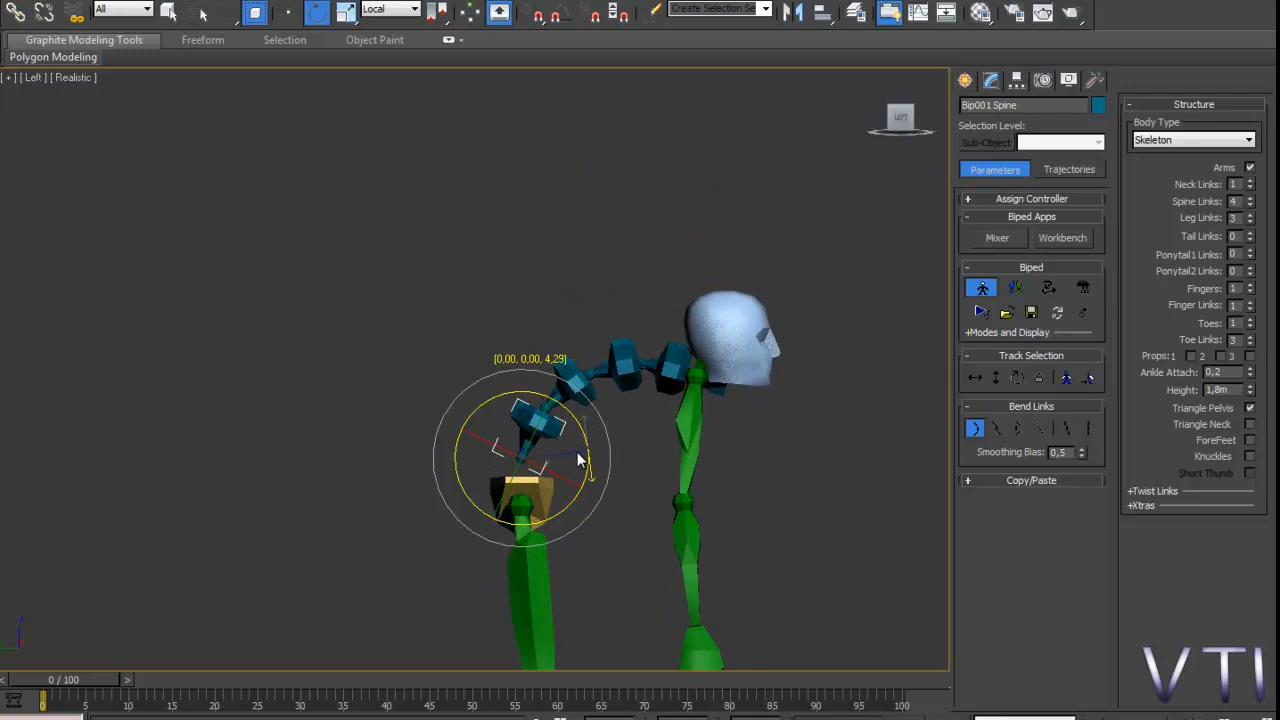 All
Local
Create Selection Se
Graphite Modeling Tools
Freeform
Selection
Object Paint
Polygon Modeling
[ + ] [ Left ] [ Realistic ]
LEFT
[0.00, 0.00, 4.29]
Bip001 Spine
Selection Level:
Sub-Object
Parameters
Trajectories
+ Assign Controller
- Biped Apps
Mixer
Workbench
- Biped
+Modes and Display
- Track Selection
- Bend Links
Smoothing Bias: 0,5
+ Copy/Paste
- Structure
Body Type
Skeleton
Arms
Neck Links: 1
Spine Links: 4
Leg Links: 3
Tail Links: 0
Ponytail1 Links: 0
Ponytail2 Links: 0
Fingers: 1
Finger Links: 1
Toes: 1
Toe Links: 3
Props: 1 2 3
Ankle Attach: 0,2
Height: 1,8m
Triangle Pelvis
Triangle Neck
ForeFeet
Knuckles
Short Thumb
+Twist Links
+Xtras
z
VTI
< 0 / 100 >
0 5 10 15 20 25 30 35 40 45 50 55 60 65 70 75 80 85 90 95 100